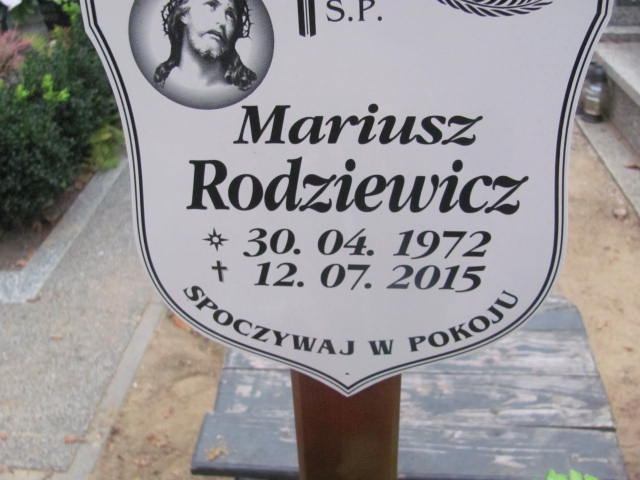 S.P.
Mariusz
Rodziewicz
30. 04. 1972
12. 07. 2015
SPOCZYWAJ W POKOJU